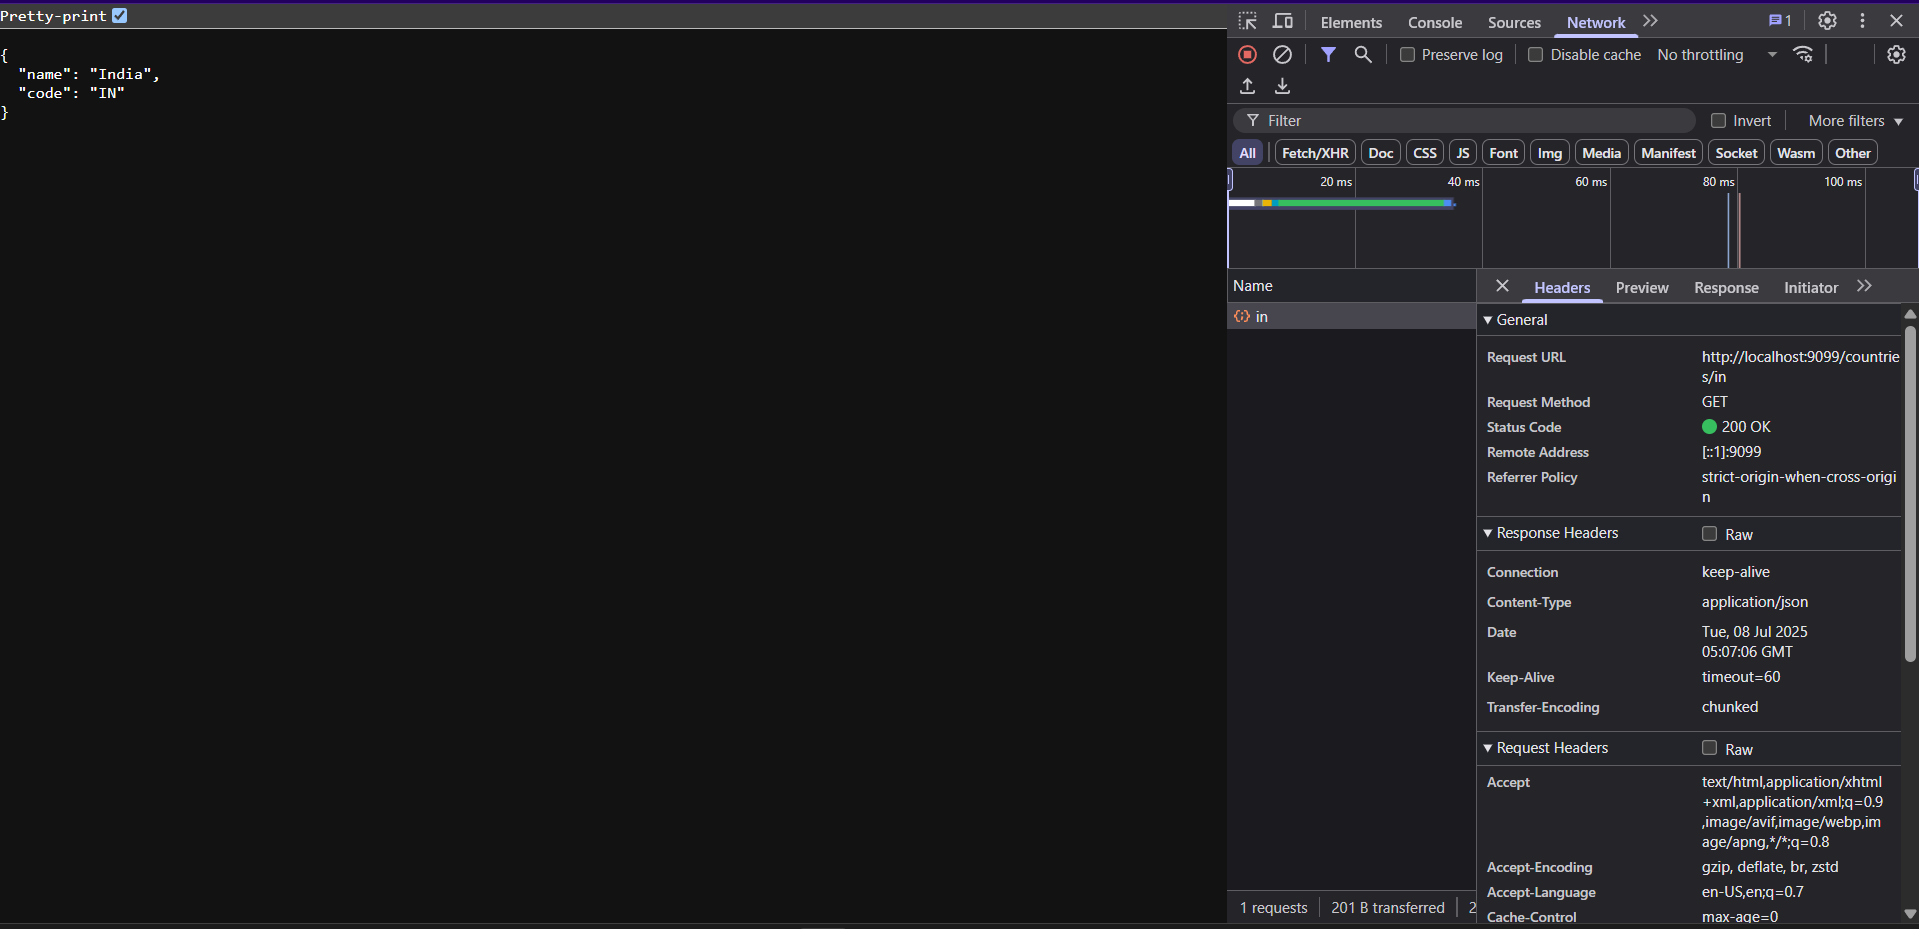 Pretty-print
{
  "name": "India",
  "code": "IN"
}
Elements Console Sources Network 1
Preserve log Disable cache No throttling
Filter Invert More filters
All Fetch/XHR Doc CSS JS Font Img Media Manifest Socket Wasm Other
20 ms 40 ms 60 ms 80 ms 100 ms
Name
in
Headers Preview Response Initiator
General
Request URL http://localhost:9099/countrie
s/in
Request Method GET
Status Code 200 OK
Remote Address [::1]:9099
Referrer Policy strict-origin-when-cross-origi
n
Response Headers Raw
Connection keep-alive
Content-Type application/json
Date Tue, 08 Jul 2025
05:07:06 GMT
Keep-Alive timeout=60
Transfer-Encoding chunked
Request Headers Raw
Accept text/html,application/xhtml
+xml,application/xml;q=0.9
,image/avif,image/webp,im
age/apng,*/*;q=0.8
Accept-Encoding gzip, deflate, br, zstd
Accept-Language en-US,en;q=0.7
Cache-Control max-age=0
1 requests 201 B transferred 2